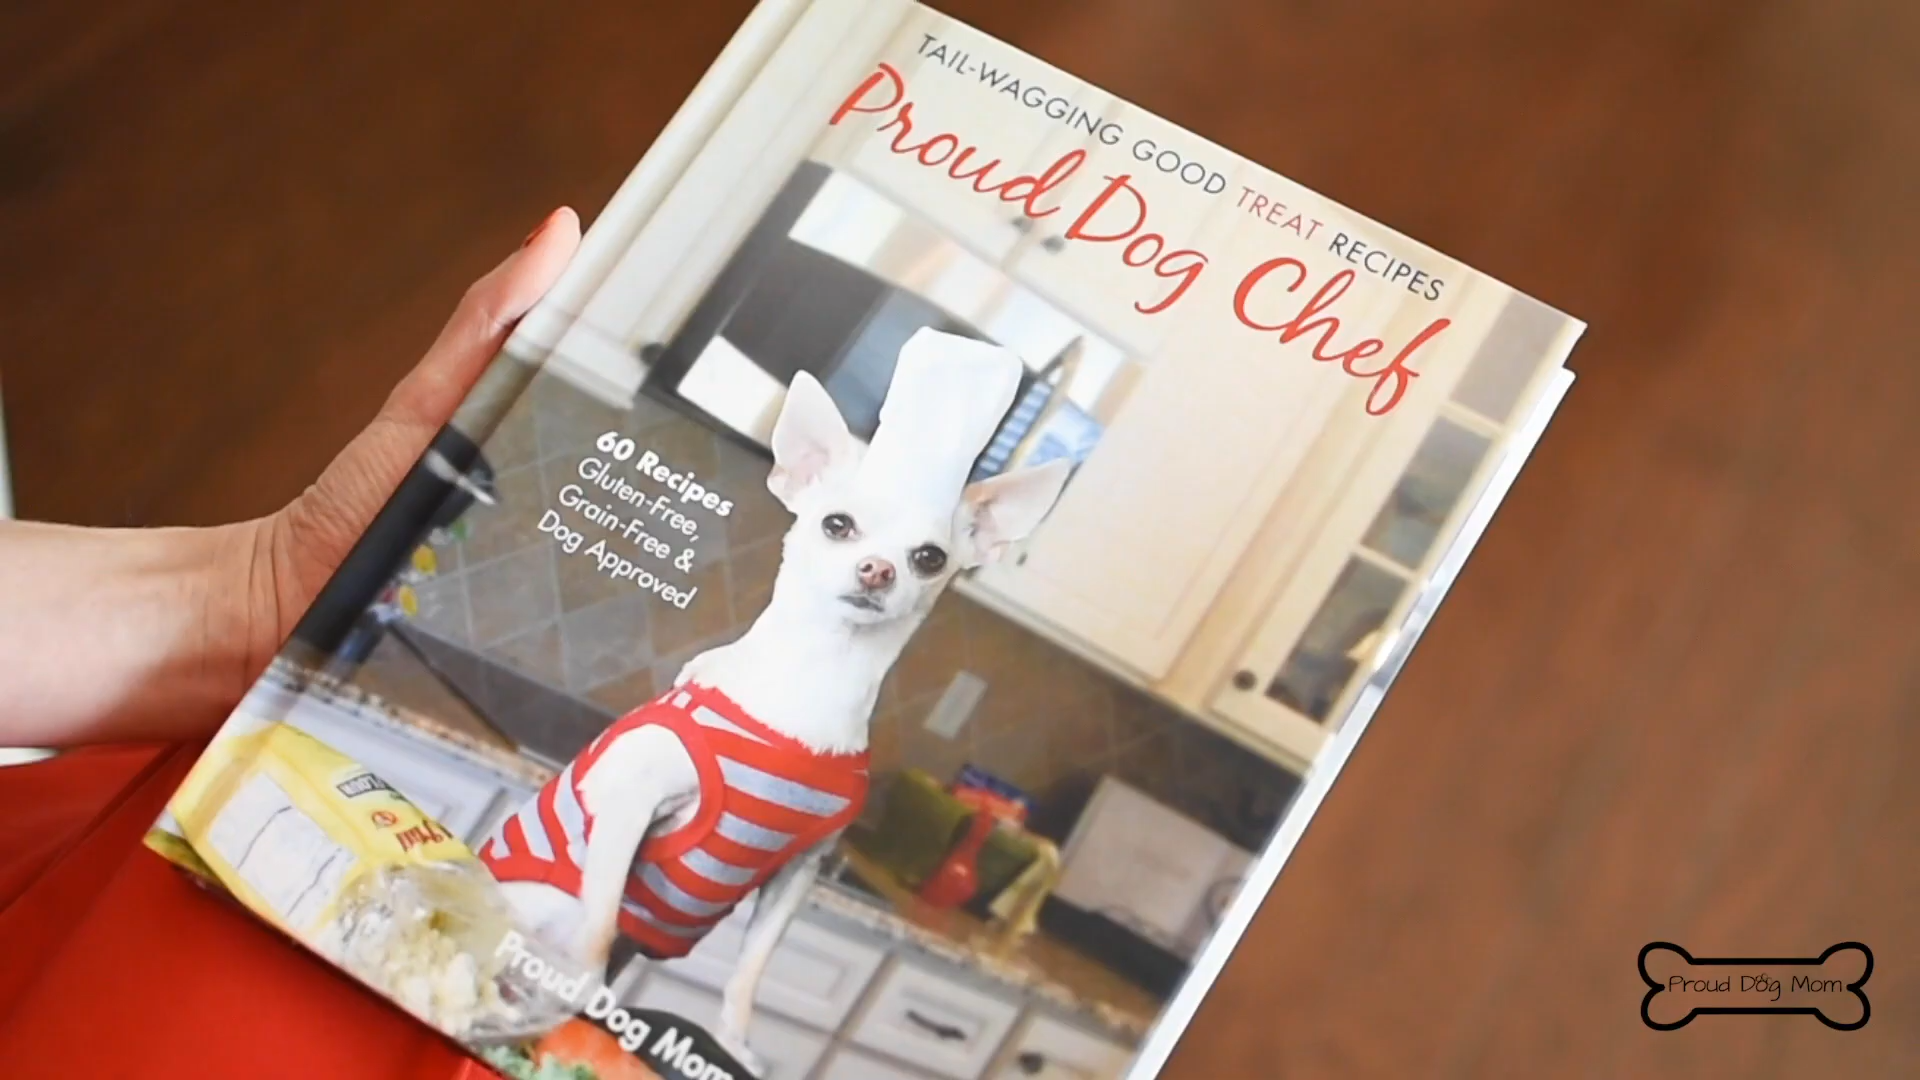 TAIL-WAGGING GOOD TREAT RECIPES
Proud Dog Chef
60 Recipes
Gluten-Free,
Grain-Free &
Dog Approved
Proud Dog Mom
Proud Dog Mom